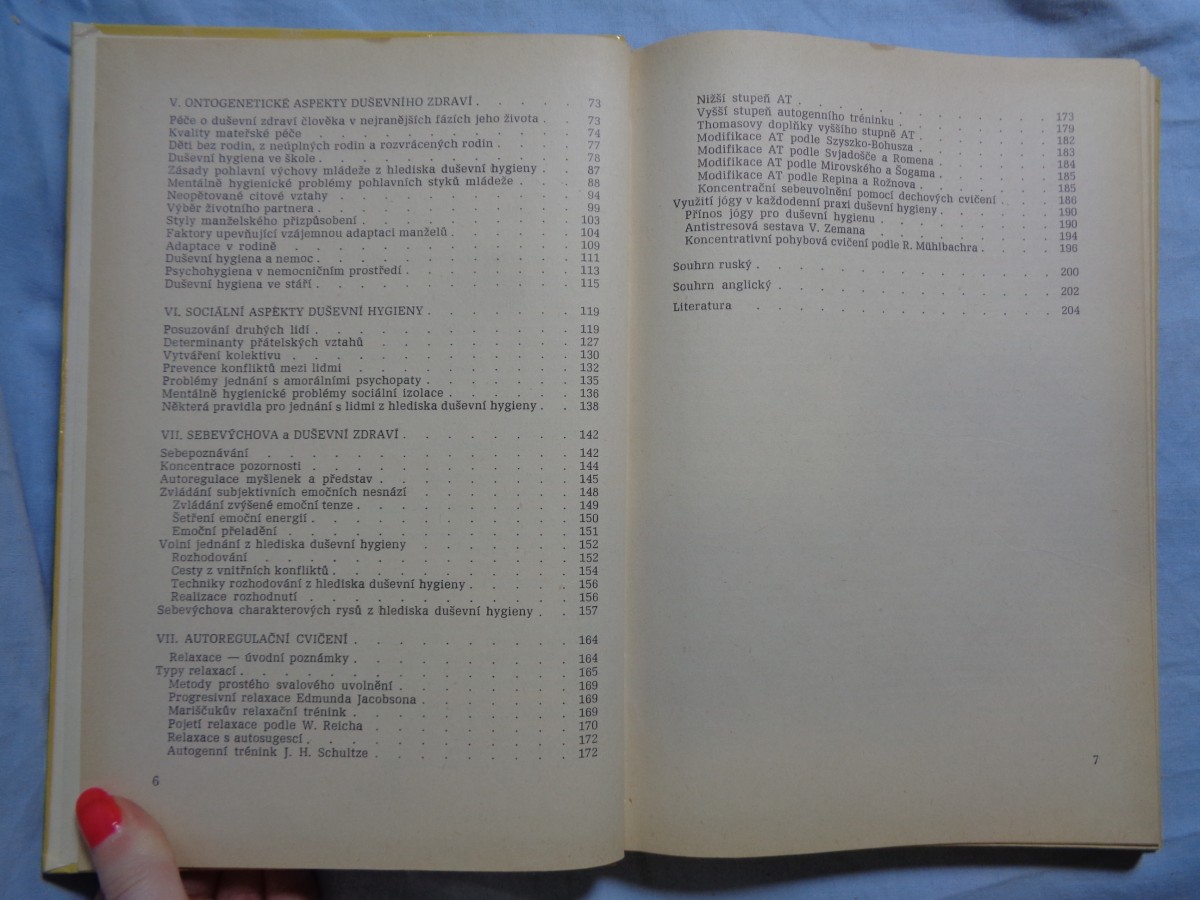 V. ONTOGENETICKÉ ASPEKTY DUŠEVNÍHO ZDRAVÍ . . . . . 73
Péče o duševní zdraví člověka v nejranějších fázích jeho života . . 73
Kvality mateřské péče . . . . . . . . . . 74
Děti bez rodin, z neúplných rodin a rozvrácených rodin . . . . 77
Duševní hygiena ve škole . . . . . . . . . . 78
Zásady pohlavní výchovy mládeže z hlediska duševní hygieny . . 87
Mentálně hygienické problémy pohlavních styků mládeže . . . 88
Neopětované citové vztahy . . . . . . . . . 94
Výběr životního partnera . . . . . . . . . . 99
Styly manželského přizpůsobení . . . . . . . . 103
Faktory upevňující vzájemnou adaptaci manželů . . . . . 104
Adaptace v rodině . . . . . . . . . . . 109
Duševní hygiena a nemoc . . . . . . . . . . 111
Psychohygiena v nemocničním prostředí . . . . . . 113
Duševní hygiena ve stáří . . . . . . . . . . 115
VI. SOCIÁLNÍ ASPEKTY DUŠEVNÍ HYGIENY . . . . . . 119
Posuzování druhých lidí . . . . . . . . . . 119
Determinanty přátelských vztahů . . . . . . . . 127
Vytváření kolektivu . . . . . . . . . . . 130
Prevence konfliktů mezi lidmi . . . . . . . . . 132
Problémy jednání s amorálními psychopaty . . . . . . 135
Mentálně hygienické problémy sociální izolace . . . . . 136
Některá pravidla pro jednání s lidmi z hlediska duševní hygieny . . 138
VII. SEBEVÝCHOVA a DUŠEVNÍ ZDRAVÍ . . . . . . . 142
Sebepoznávání . . . . . . . . . . . . 142
Koncentrace pozornosti . . . . . . . . . . 144
Autoregulace myšlenek a představ . . . . . . . . 145
Zvládání subjektivních emočních nesnází . . . . . . 148
Zvládání zvýšené emoční tenze . . . . . . . . 149
Šetření emoční energií . . . . . . . . . . 150
Emoční přeladění . . . . . . . . . . . 151
Volní jednání z hlediska duševní hygieny . . . . . . 152
Rozhodování . . . . . . . . . . . . 152
Cesty z vnitřních konfliktů . . . . . . . . . 154
Techniky rozhodování z hlediska duševní hygieny . . . . 156
Realizace rozhodnutí . . . . . . . . . . 156
Sebevýchova charakterových rysů z hlediska duševní hygieny . . 157
VII. AUTOREGULAČNÍ CVIČENÍ . . . . . . . . 164
Relaxace — úvodní poznámky . . . . . . . . 164
Typy relaxací . . . . . . . . . . . . 165
Metody prostého svalového uvolnění . . . . . . . 169
Progresivní relaxace Edmunda Jacobsona . . . . . . 169
Mariščukův relaxační trénink . . . . . . . . 169
Pojetí relaxace podle W. Reicha . . . . . . . . 170
Relaxace s autosugescí . . . . . . . . . . 172
Autogenní trénink J. H. Schultze . . . . . . . . 172
6
Nižší stupeň AT . . . . . . . . . . . 173
Vyšší stupeň autogenního tréninku . . . . . . . 179
Thomasovy doplňky vyššího stupně AT . . . . . . 182
Modifikace AT podle Szyszko-Bohusza . . . . . . 183
Modifikace AT podle Svjadošče a Romena . . . . . 184
Modifikace AT podle Mirovského a Šogama . . . . . 185
Modifikace AT podle Repina a Rožnova . . . . . . 185
Koncentrační sebeuvolnění pomocí dechových cvičení . . . 186
Využití jógy v každodenní praxi duševní hygieny . . . . . 190
Přínos jógy pro duševní hygienu . . . . . . . . 190
Antistresová sestava V. Zemana . . . . . . . . 194
Koncentrativní pohybová cvičení podle R. Mühlbachra . . . 196
Souhrn ruský . . . . . . . . . . . . 200
Souhrn anglický . . . . . . . . . . . 202
Literatura . . . . . . . . . . . . 204
7